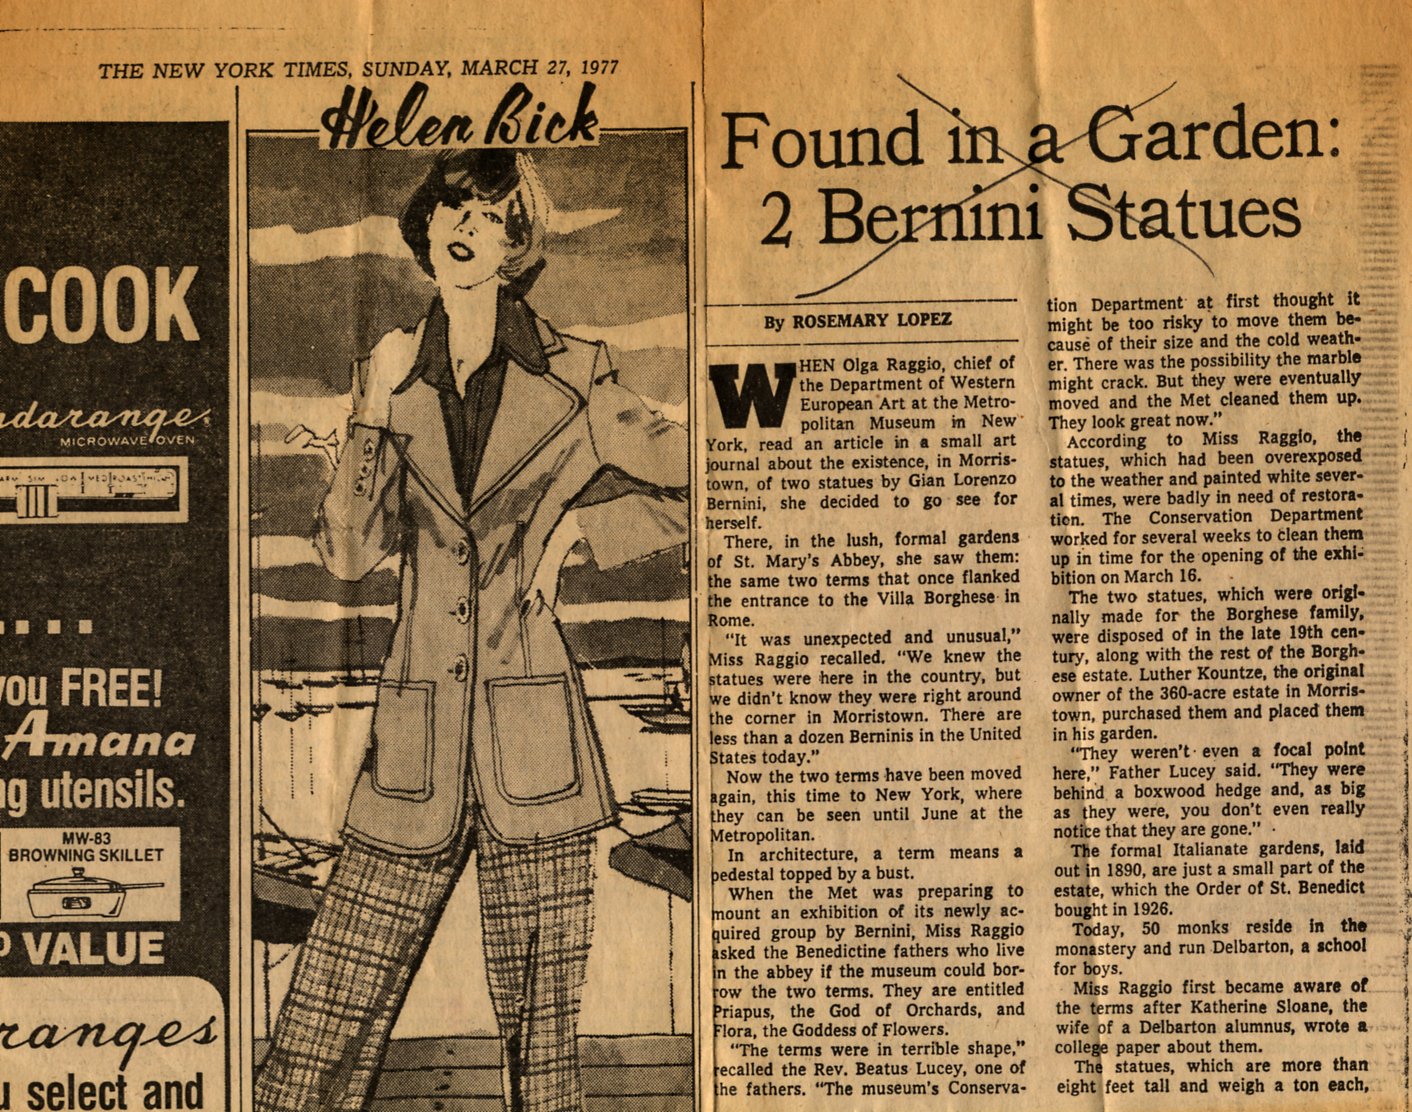 THE NEW YORK TIMES, SUNDAY, MARCH 27, 1977
COOK
MICROWAVE OVEN
you FREE!
Amana
utensils.
MW-83
BROWNING SKILLET
VALUE
ranges
select and
Helen Bick
Found in a Garden:
2 Bernini Statues
By ROSEMARY LOPEZ
WHEN Olga Raggio, chief of
the Department of Western
European Art at the Metro-
politan Museum in New
York, read an article in a small art
journal about the existence, in Morris-
town, of two statues by Gian Lorenzo
Bernini, she decided to go see for
herself.
There, in the lush, formal gardens
of St. Mary's Abbey, she saw them:
the same two terms that once flanked
the entrance to the Villa Borghese in
Rome.
"It was unexpected and unusual,"
Miss Raggio recalled. "We knew the
statues were here in the country, but
we didn't know they were right around
the corner in Morristown. There are
less than a dozen Berninis in the United
States today."
Now the two terms have been moved
again, this time to New York, where
they can be seen until June at the
Metropolitan.
In architecture, a term means a
pedestal topped by a bust.
When the Met was preparing to
mount an exhibition of its newly ac-
quired group by Bernini, Miss Raggio
asked the Benedictine fathers who live
in the abbey if the museum could bor-
row the two terms. They are entitled
Priapus, the God of Orchards, and
Flora, the Goddess of Flowers.
"The terms were in terrible shape,"
recalled the Rev. Beatus Lucey, one of
the fathers. "The museum's Conserva-
tion Department at first thought it
might be too risky to move them be-
cause of their size and the cold weath-
er. There was the possibility the marble
might crack. But they were eventually
moved and the Met cleaned them up.
They look great now."
According to Miss Raggio, the
statues, which had been overexposed
to the weather and painted white sever-
al times, were badly in need of restora-
tion. The Conservation Department
worked for several weeks to clean them
up in time for the opening of the exhi-
bition on March 16.
The two statues, which were origi-
nally made for the Borghese family,
were disposed of in the late 19th cen-
tury, along with the rest of the Borgh-
ese estate. Luther Kountze, the original
owner of the 360-acre estate in Morris-
town, purchased them and placed them
in his garden.
"They weren't even a focal point
here," Father Lucey said. "They were
behind a boxwood hedge and, as big
as they were, you don't even really
notice that they are gone."
The formal Italianate gardens, laid
out in 1890, are just a small part of the
estate, which the Order of St. Benedict
bought in 1926.
Today, 50 monks reside in the
monastery and run Delbarton, a school
for boys.
Miss Raggio first became aware of
the terms after Katherine Sloane, the
wife of a Delbarton alumnus, wrote a
college paper about them.
The statues, which are more than
eight feet tall and weigh a ton each,